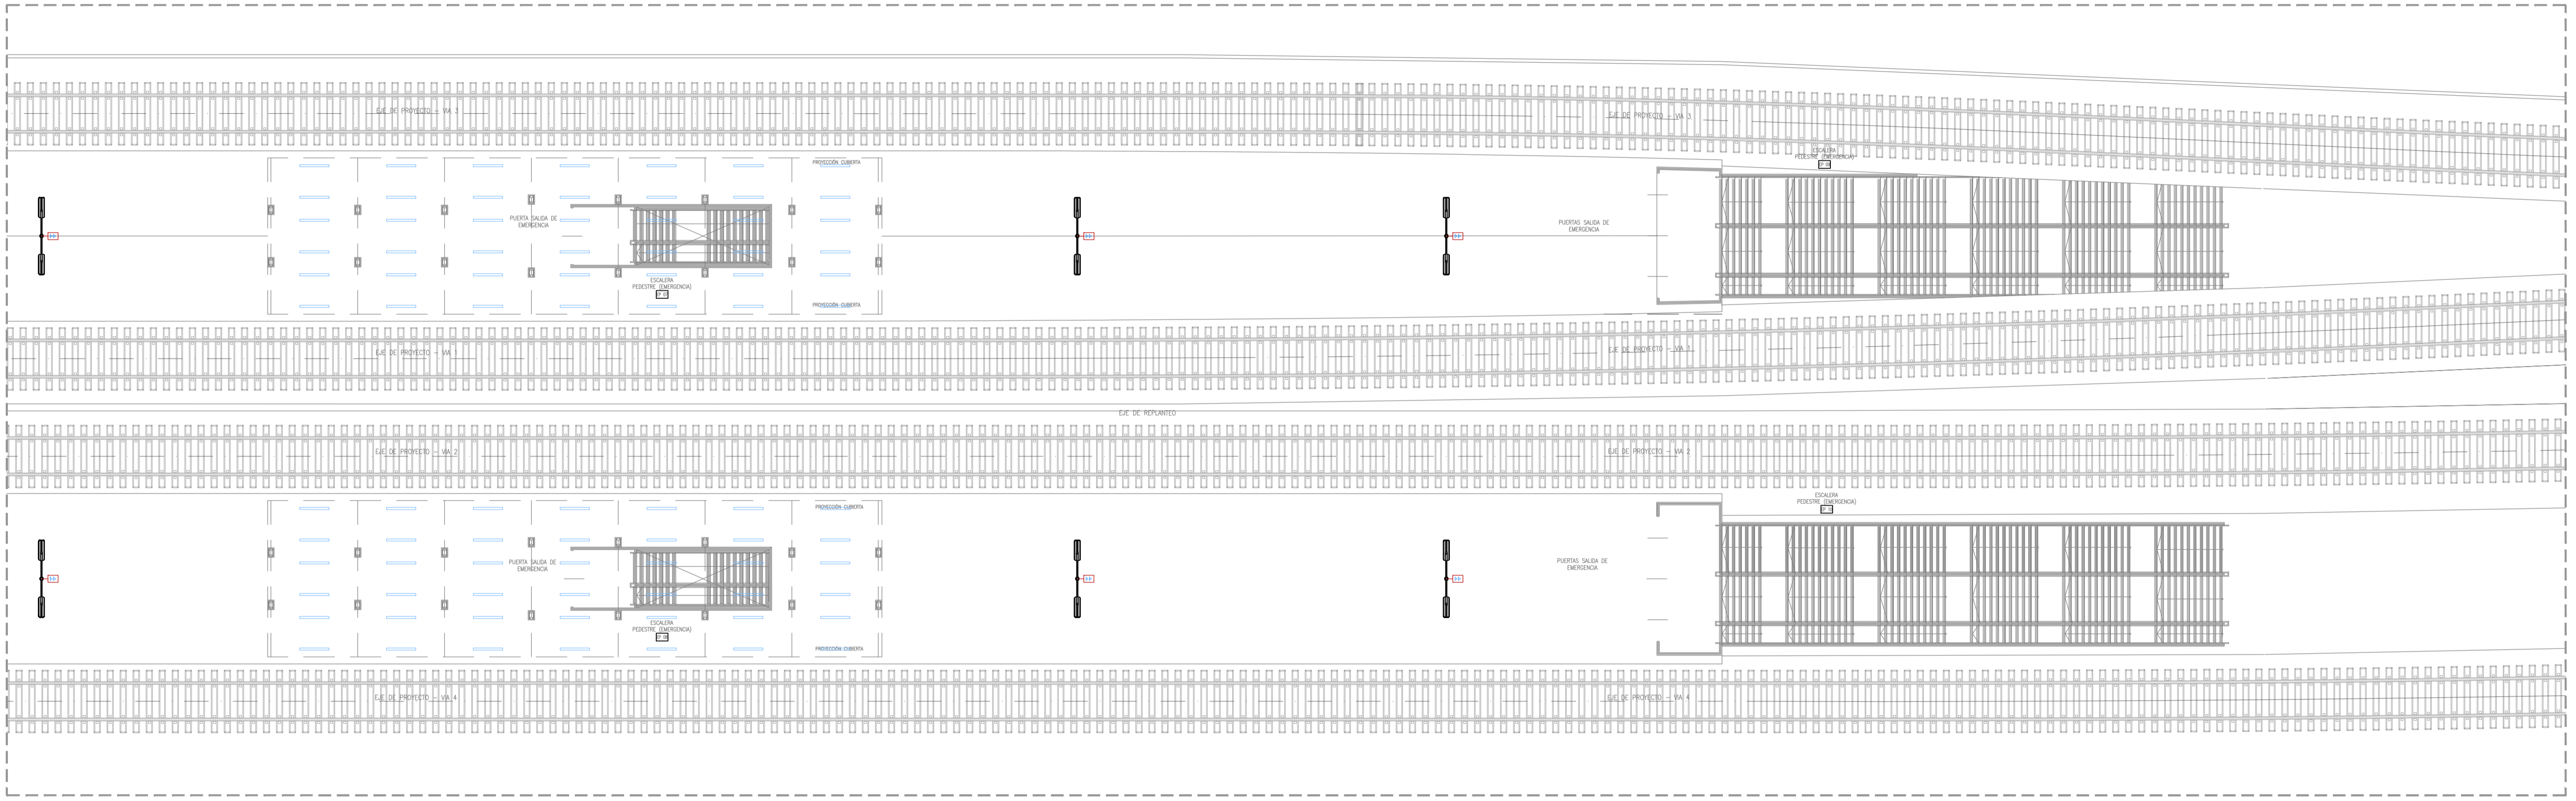 EJE DE PROYECTO - VIA 3
EJE DE PROYECTO - VIA 3
ESCALERA
PEDESTRE (EMERGENCIA)
PROYECCIÓN CUBIERTA
PUERTA SALIDA DE
EMERGENCIA
PUERTAS SALIDA DE
EMERGENCIA
ESCALERA
PEDESTRE (EMERGENCIA)
PROYECCIÓN CUBIERTA
EJE DE PROYECTO - VIA 1
EJE DE PROYECTO - VIA 1
EJE DE REPLANTEO
EJE DE PROYECTO - VIA 2
EJE DE PROYECTO - VIA 2
ESCALERA
PEDESTRE (EMERGENCIA)
PROYECCIÓN CUBIERTA
PUERTA SALIDA DE
EMERGENCIA
PUERTAS SALIDA DE
EMERGENCIA
ESCALERA
PEDESTRE (EMERGENCIA)
PROYECCIÓN CUBIERTA
EJE DE PROYECTO - VIA 4
EJE DE PROYECTO - VIA 4